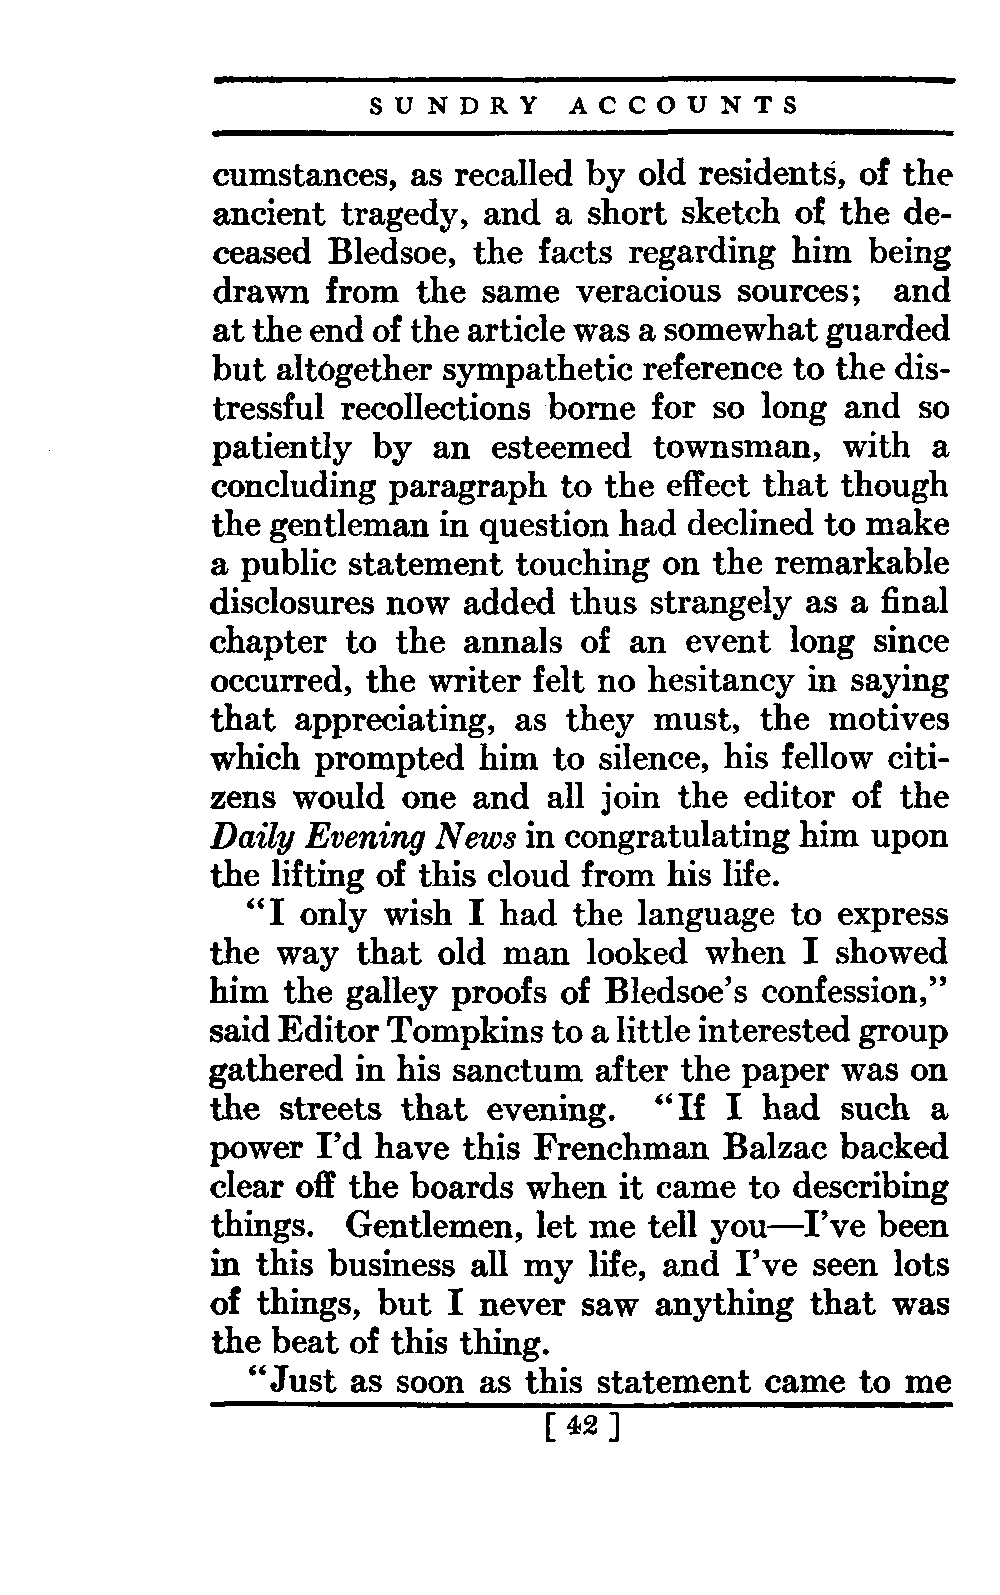 SUNDRY ACCOUNTS
cumstances, as recalled by old residents, of the
ancient tragedy, and a short sketch of the de-
ceased Bledsoe, the facts regarding him being
drawn from the same veracious sources; and
at the end of the article was a somewhat guarded
but altogether sympathetic reference to the dis-
tressful recollections borne for so long and so
patiently by an esteemed townsman, with a
concluding paragraph to the effect that though
the gentleman in question had declined to make
a public statement touching on the remarkable
disclosures now added thus strangely as a final
chapter to the annals of an event long since
occurred, the writer felt no hesitancy in saying
that appreciating, as they must, the motives
which prompted him to silence, his fellow citi-
zens would one and all join the editor of the
Daily Evening News in congratulating him upon
the lifting of this cloud from his life.
“I only wish I had the language to express
the way that old man looked when I showed
him the galley proofs of Bledsoe’s confession,”
said Editor Tompkins to a little interested group
gathered in his sanctum after the paper was on
the streets that evening. “If I had such a
power I’d have this Frenchman Balzac backed
clear off the boards when it came to describing
things. Gentlemen, let me tell you—I’ve been
in this business all my life, and I’ve seen lots
of things, but I never saw anything that was
the beat of this thing.
“Just as soon as this statement came to me
[ 42 ]